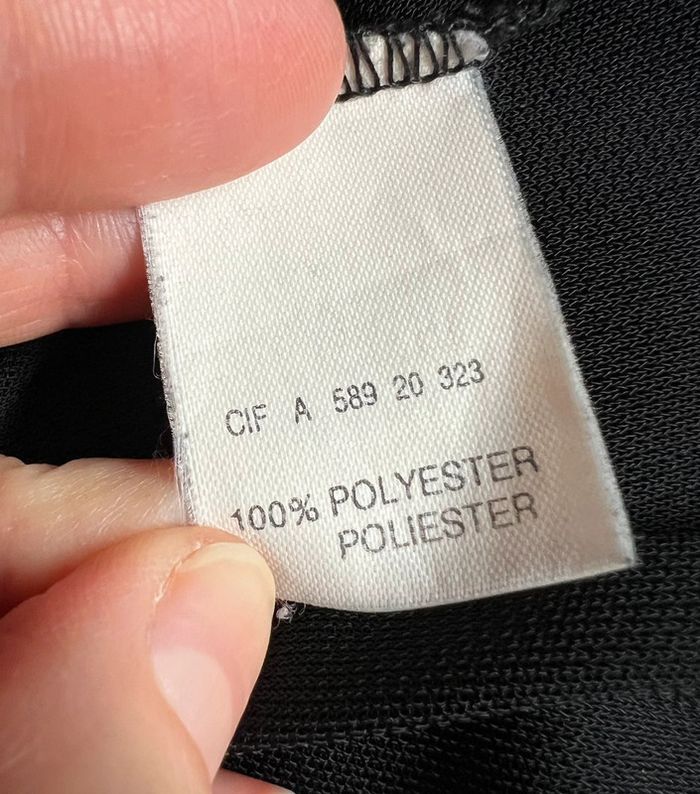 CIF A 589 20 323
100% POLYESTER
POLIESTER